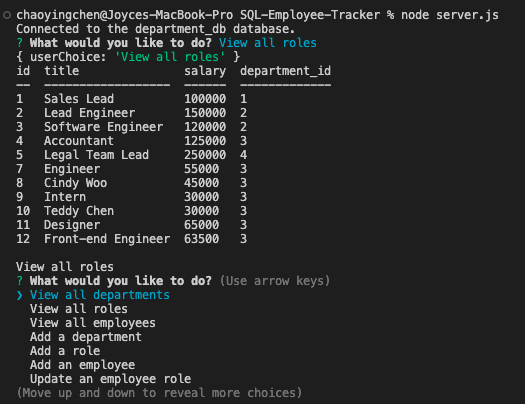 chaoyingchen@Joyces-MacBook-Pro SQL-Employee-Tracker % node server.js
Connected to the department_db database.
? What would you like to do? View all roles
{ userChoice: 'View all roles' }
id  title               salary  department_id
--  ------------------  ------  -------------
1   Sales Lead          100000  1
2   Lead Engineer       150000  2
3   Software Engineer   120000  2
4   Accountant          125000  3
5   Legal Team Lead     250000  4
7   Engineer            55000   3
8   Cindy Woo           45000   3
9   Intern              30000   3
10  Teddy Chen          30000   3
11  Designer            65000   3
12  Front-end Engineer  63500   3
View all roles
? What would you like to do? (Use arrow keys)
❯ View all departments
  View all roles
  View all employees
  Add a department
  Add a role
  Add an employee
  Update an employee role
(Move up and down to reveal more choices)